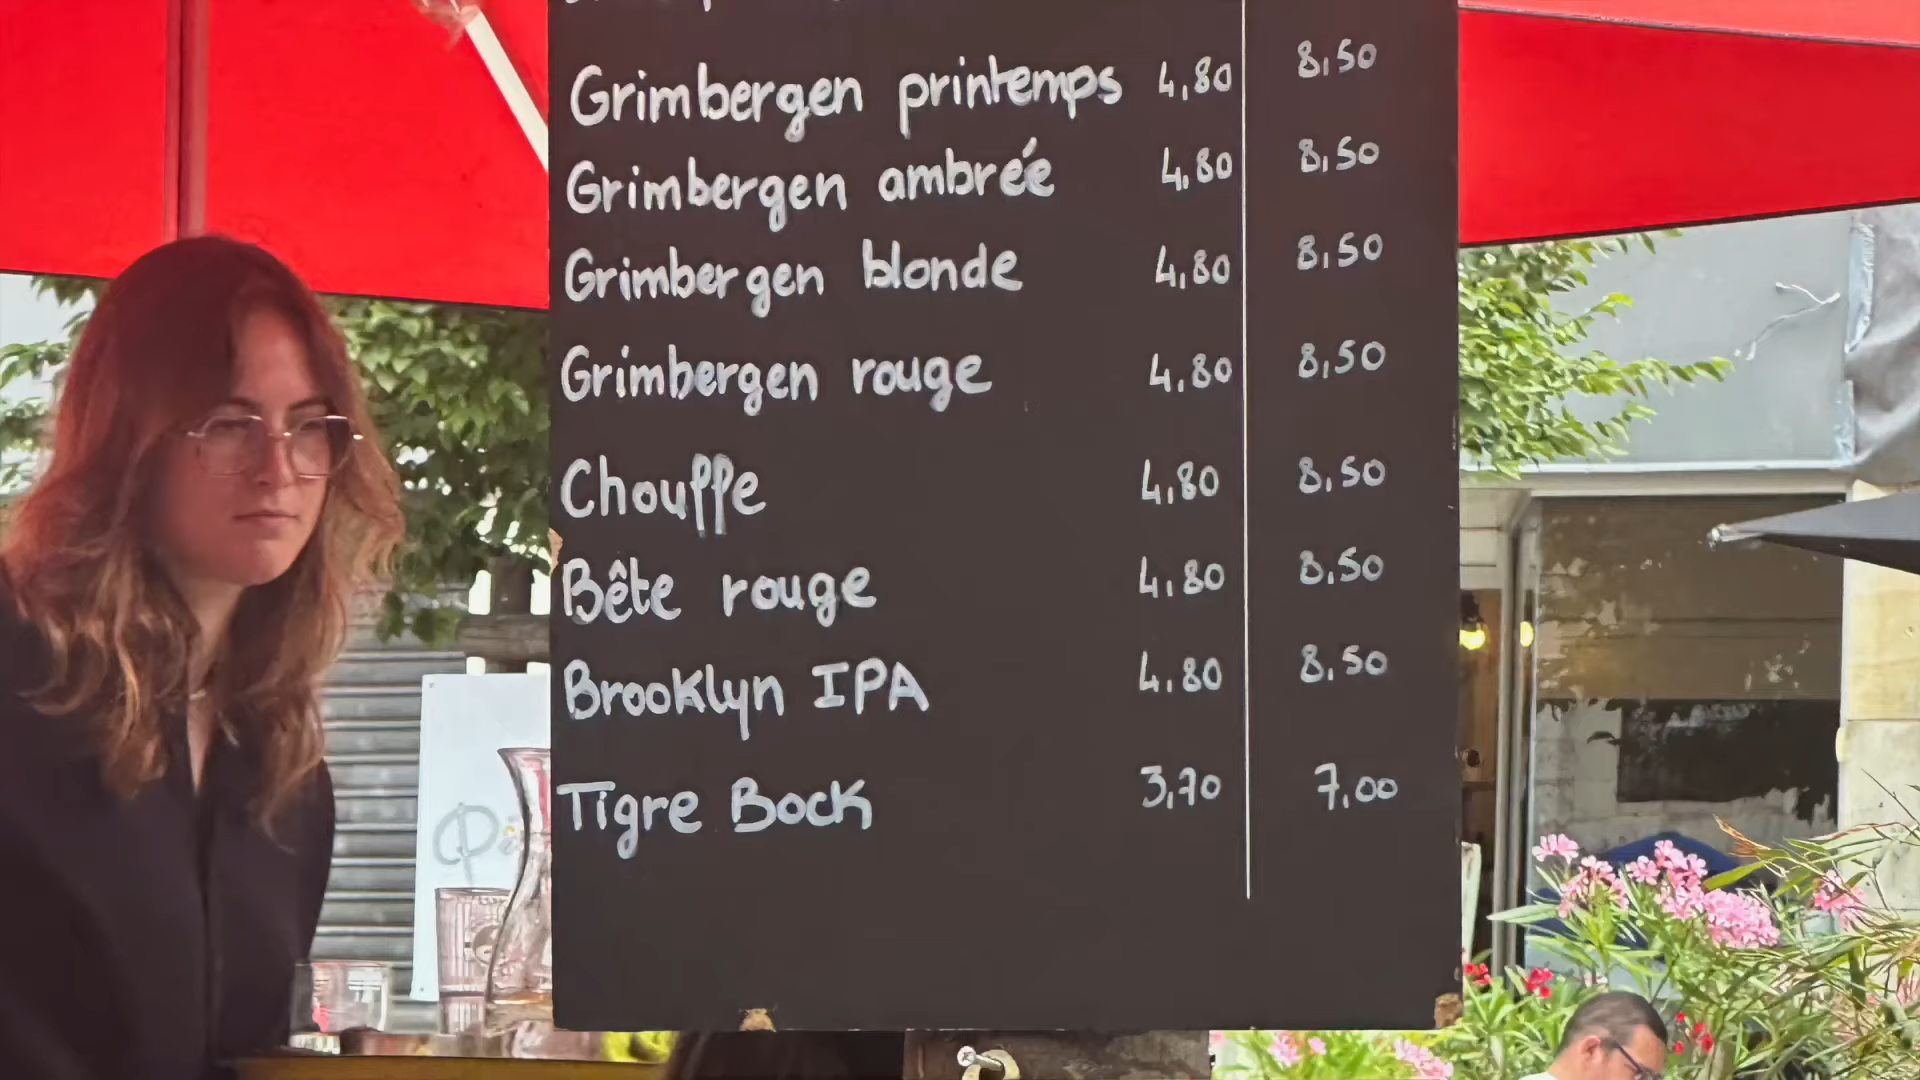 Grimbergen printemps 4,80 8,50
Grimbergen ambrée 4,80 8,50
Grimbergen blonde 4,80 8,50
Grimbergen rouge 4,80 8,50
Chouffe 4,80 8,50
Bête rouge 4,80 8,50
Brooklyn IPA 4,80 8,50
Tigre Bock 3,70 7,00